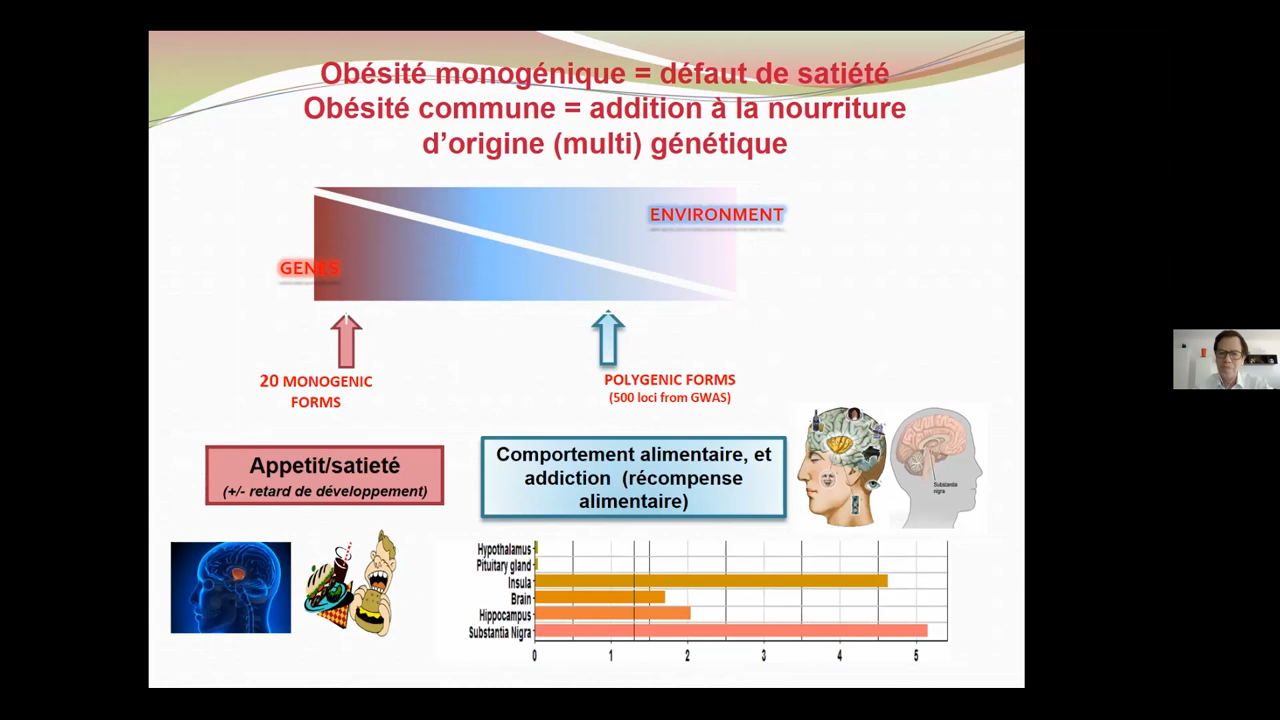 Obésité monogénique = défaut de satiété
Obésité commune = addition à la nourriture
d’origine (multi) génétique
ENVIRONMENT
GENES
20 MONOGENIC
FORMS
POLYGENIC FORMS
(500 loci from GWAS)
Appetit/satieté
(+/- retard de développement)
Comportement alimentaire, et
addiction (récompense
alimentaire)
Substantia
nigra
Hypothalamus
Pituitary gland
Insula
Brain
Hippocampus
Substantia Nigra
0 1 2 3 4 5